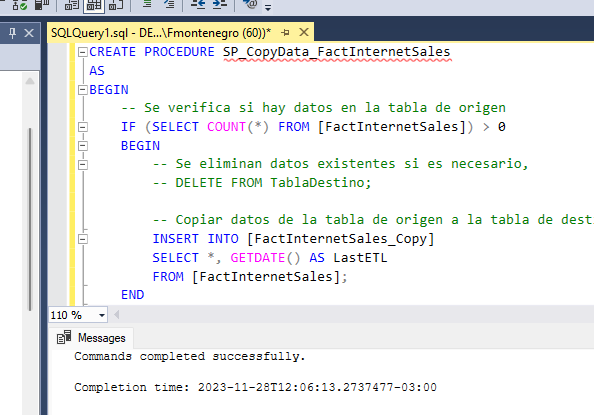 SQLQuery1.sql - DE...\Fmontenegro (60))*
CREATE PROCEDURE SP_CopyData_FactInternetSales
AS
BEGIN
-- Se verifica si hay datos en la tabla de origen
IF (SELECT COUNT(*) FROM [FactInternetSales]) > 0
BEGIN
-- Se eliminan datos existentes si es necesario,
-- DELETE FROM TablaDestino;
-- Copiar datos de la tabla de origen a la tabla de dest
INSERT INTO [FactInternetSales_Copy]
SELECT *, GETDATE() AS LastETL
FROM [FactInternetSales];
END
110 %
Messages
Commands completed successfully.
Completion time: 2023-11-28T12:06:13.2737477-03:00